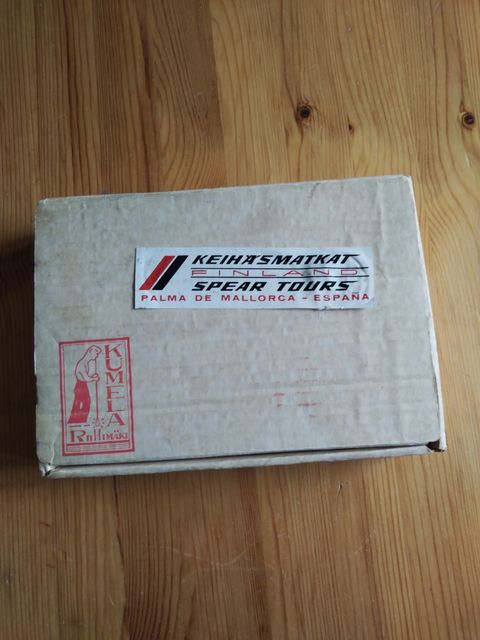 KEIHÄSMATKAT
FINLAND
SPEAR TOURS
PALMA DE MALLORCA - ESPAÑA
KUMELA
RIIHIMÄKI